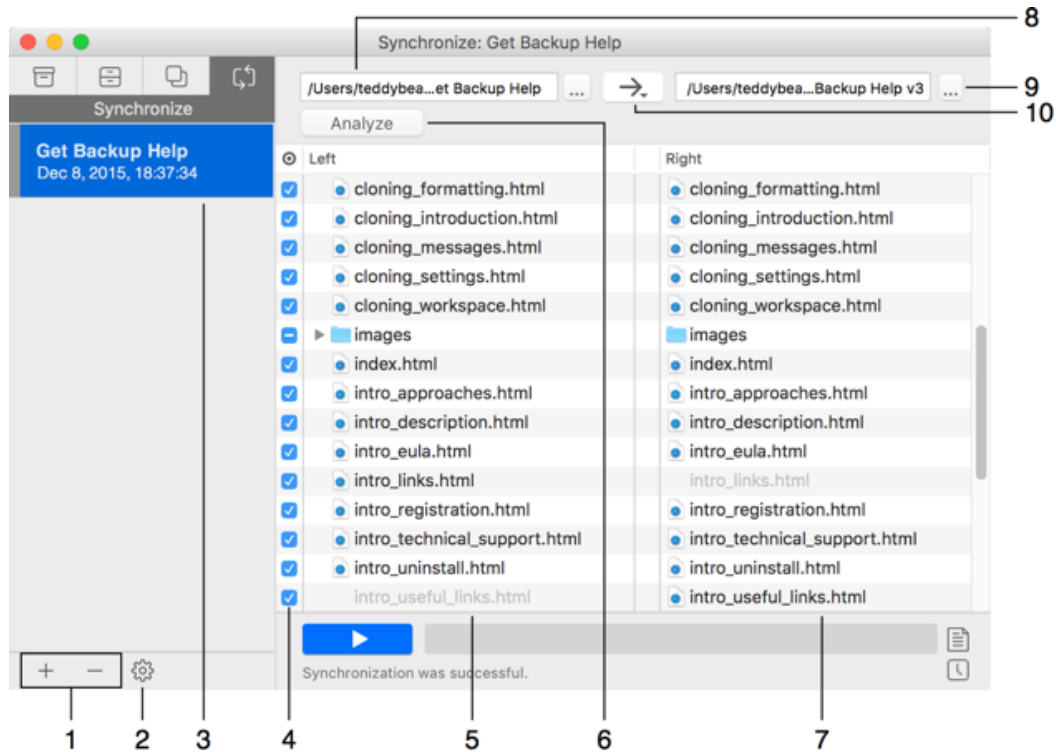 8
Synchronize: Get Backup Help
/Users/teddybea...et Backup Help ... /Users/teddybea...Backup Help v3 ... 9
10
Synchronize
Analyze
Get Backup Help
Dec 8, 2015, 18:37:34
Left Right
cloning_formatting.html cloning_formatting.html
cloning_introduction.html cloning_introduction.html
cloning_messages.html cloning_messages.html
cloning_settings.html cloning_settings.html
cloning_workspace.html cloning_workspace.html
images images
index.html index.html
intro_approaches.html intro_approaches.html
intro_description.html intro_description.html
intro_eula.html intro_eula.html
intro_links.html intro_links.html
intro_registration.html intro_registration.html
intro_technical_support.html intro_technical_support.html
intro_uninstall.html intro_uninstall.html
intro_useful_links.html intro_useful_links.html
Synchronization was successful.
1 2 3 4 5 6 7